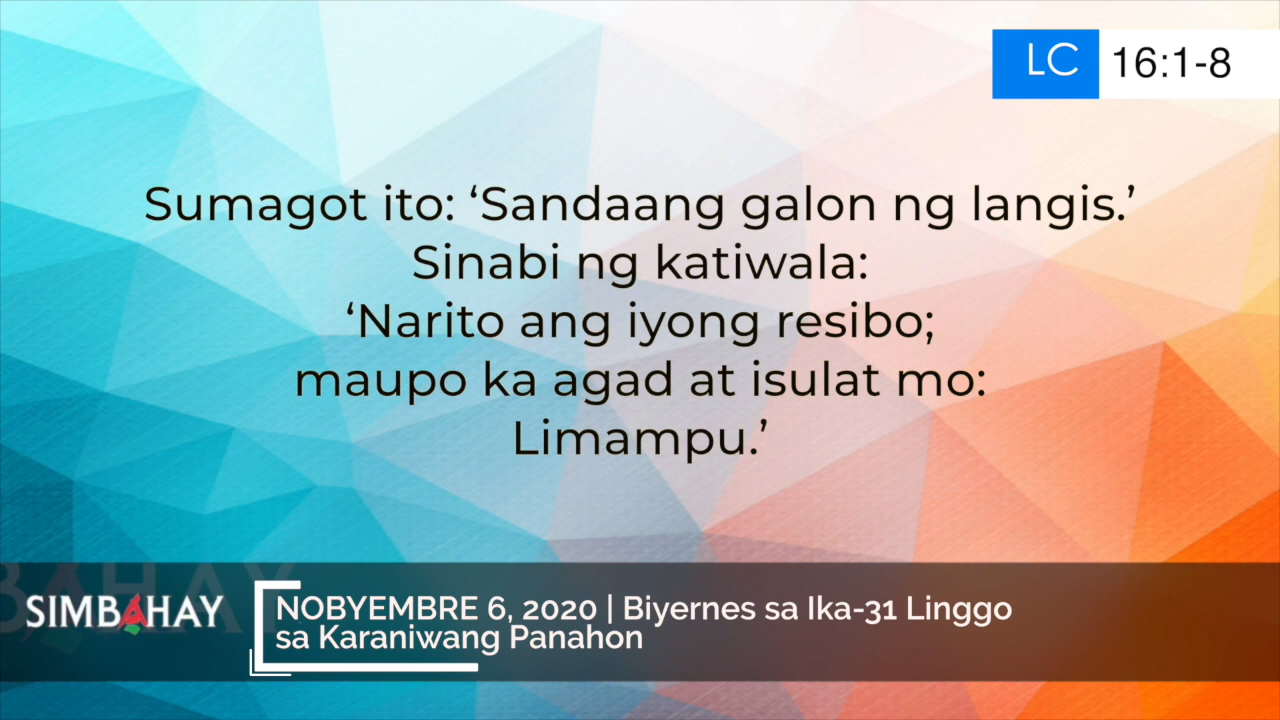 LC 16:1-8
Sumagot ito: ‘Sandaang galon ng langis.’
Sinabi ng katiwala:
‘Narito ang iyong resibo;
maupo ka agad at isulat mo:
Limampu.’
SIMBAHAY
NOBYEMBRE 6, 2020 | Biyernes sa Ika-31 Linggo
sa Karaniwang Panahon